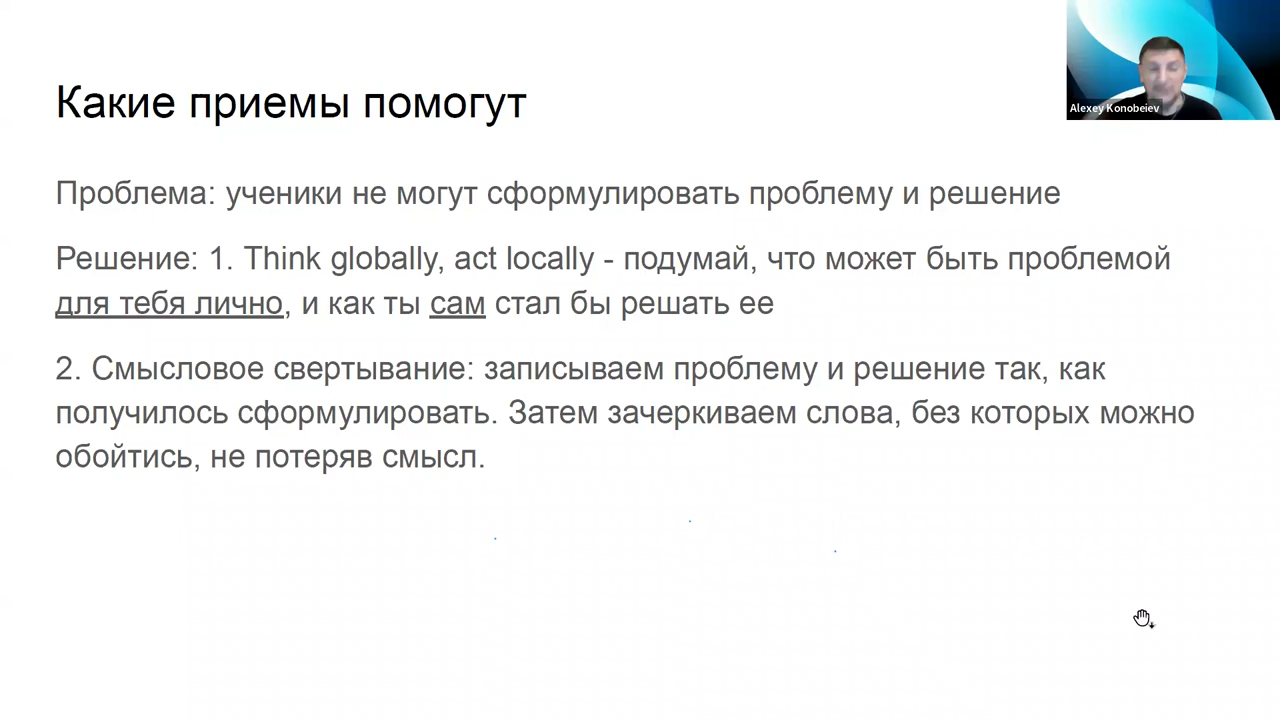 Alexey Konobeiev
Какие приемы помогут
Проблема: ученики не могут сформулировать проблему и решение
Решение: 1. Think globally, act locally - подумай, что может быть проблемой
для тебя лично, и как ты сам стал бы решать ее
2. Смысловое свертывание: записываем проблему и решение так, как
получилось сформулировать. Затем зачеркиваем слова, без которых можно
обойтись, не потеряв смысл.